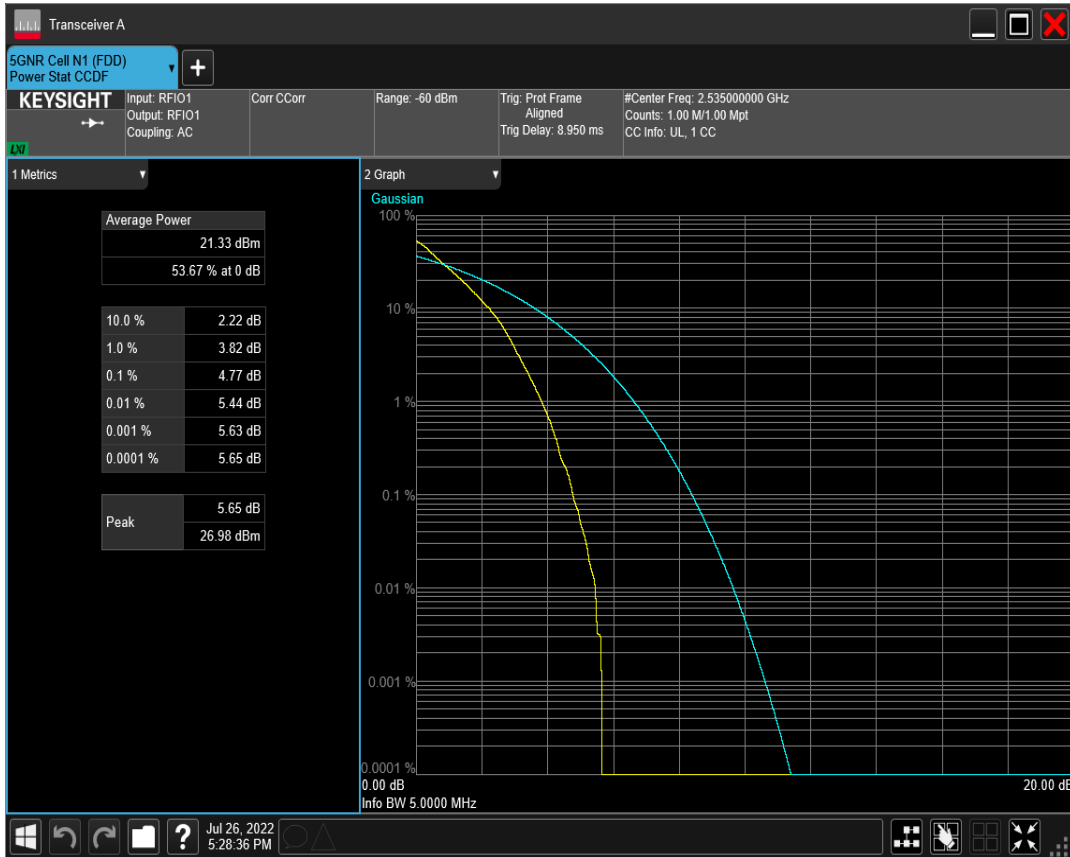 Transceiver A
5GNR Cell N1 (FDD)
Power Stat CCDF
+
KEYSIGHT
LXI
Input: RFIO1
Output: RFIO1
Coupling: AC
Corr CCorr
Range: -60 dBm
Trig: Prot Frame
Aligned
Trig Delay: 8.950 ms
#Center Freq: 2.535000000 GHz
Counts: 1.00 M/1.00 Mpt
CC Info: UL, 1 CC
1 Metrics
Average Power
21.33 dBm
53.67 % at 0 dB
10.0 % 2.22 dB
1.0 % 3.82 dB
0.1 % 4.77 dB
0.01 % 5.44 dB
0.001 % 5.63 dB
0.0001 % 5.65 dB
Peak
5.65 dB
26.98 dBm
2 Graph
Gaussian
100 %
10 %
1 %
0.1 %
0.01 %
0.001 %
0.0001 %
0.00 dB 20.00 dB
Info BW 5.0000 MHz
?
Jul 26, 2022
5:28:36 PM